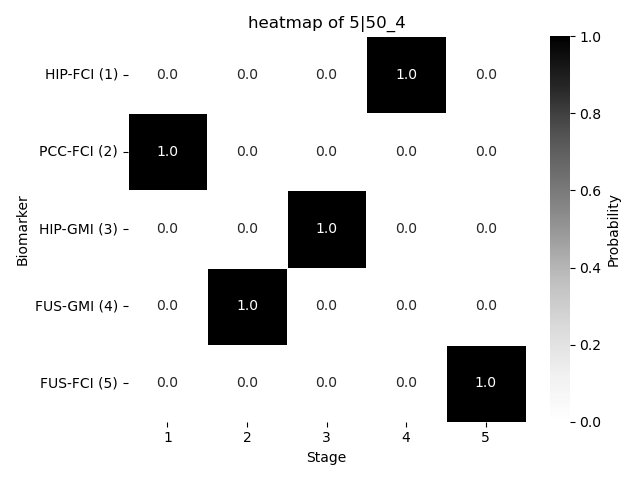 heatmap of 5|50_4
HIP-FCI (1) 0.0 0.0 0.0 1.0 0.0
PCC-FCI (2) 1.0 0.0 0.0 0.0 0.0
HIP-GMI (3) 0.0 0.0 1.0 0.0 0.0
FUS-GMI (4) 0.0 1.0 0.0 0.0 0.0
FUS-FCI (5) 0.0 0.0 0.0 0.0 1.0
1 2 3 4 5
Stage
Biomarker
1.0
0.8
0.6
0.4
0.2
0.0
Probability